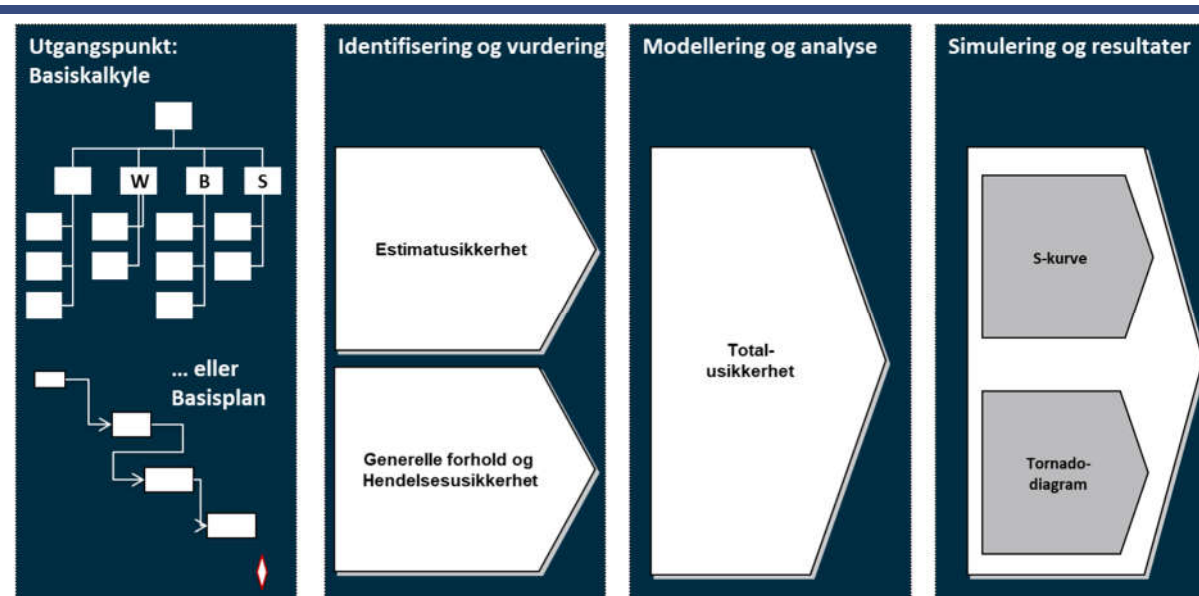 Utgangspunkt:
Basiskalkyle
W B S
... eller
Basisplan
Identifisering og vurdering
Estimatusikkerhet
Generelle forhold og
Hendelsesusikkerhet
Modellering og analyse
Total-
usikkerhet
Simulering og resultater
S-kurve
Tornado-
diagram